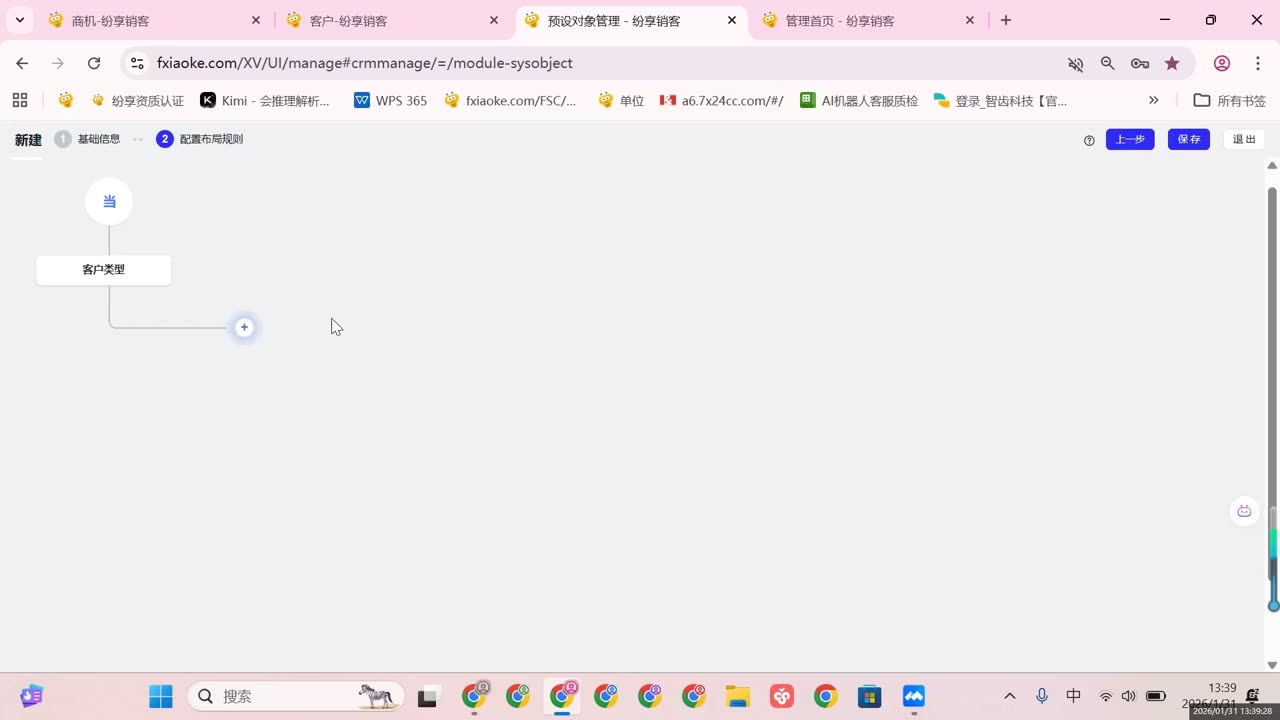 商机-纷享销客
客户-纷享销客
预设对象管理 - 纷享销客
管理首页 - 纷享销客
fxiaoke.com/XV/UI/manage#crmmanage/=/module-sysobject
纷享资质认证
Kimi - 会推理解析...
WPS 365
fxiaoke.com/FSC/...
单位
a6.7x24cc.com/#/
AI机器人客服质检
登录_智齿科技【官...
所有书签
新建
1 基础信息
2 配置布局规则
上一步
保存
退出
当
客户类型
搜索
中
13:39
2026/1/31
2026/01/31 13:39:28